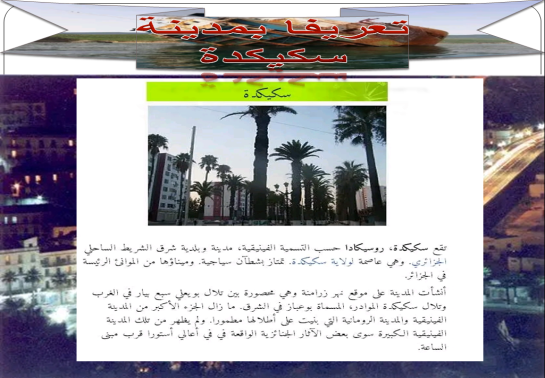 تعريفا بمدينة
سكيكدة
سكيكدة
تقع سكيكدة، روسيكادا حسب التسمية الفينيقية، مدينة وبلدية شرق الشريط الساحلي
الجزائري. وهي عاصمة لولاية سكيكدة. تمتاز بشطآن سياحية. وميناؤها من الموانئ الرئيسة
في الجزائر.
أنشأت المدينة على موقع نهر زرامنة وهي محصورة بين تلال بويعلي سبع بيار في الغرب
وتلال سكيكدة الموادر، المسماة بوعباز في الشرق. ما زال الجزء الأكبر من المدينة
الفينيقية والمدينة الرومانية التي بنيت على أطلالها مطمورا. ولم يظهر من تلك المدينة
الفينيقية الكبيرة سوى بعض الآثار الجنائزية الواقعة في في أعالي أستورا قرب مبنى
الساعة.